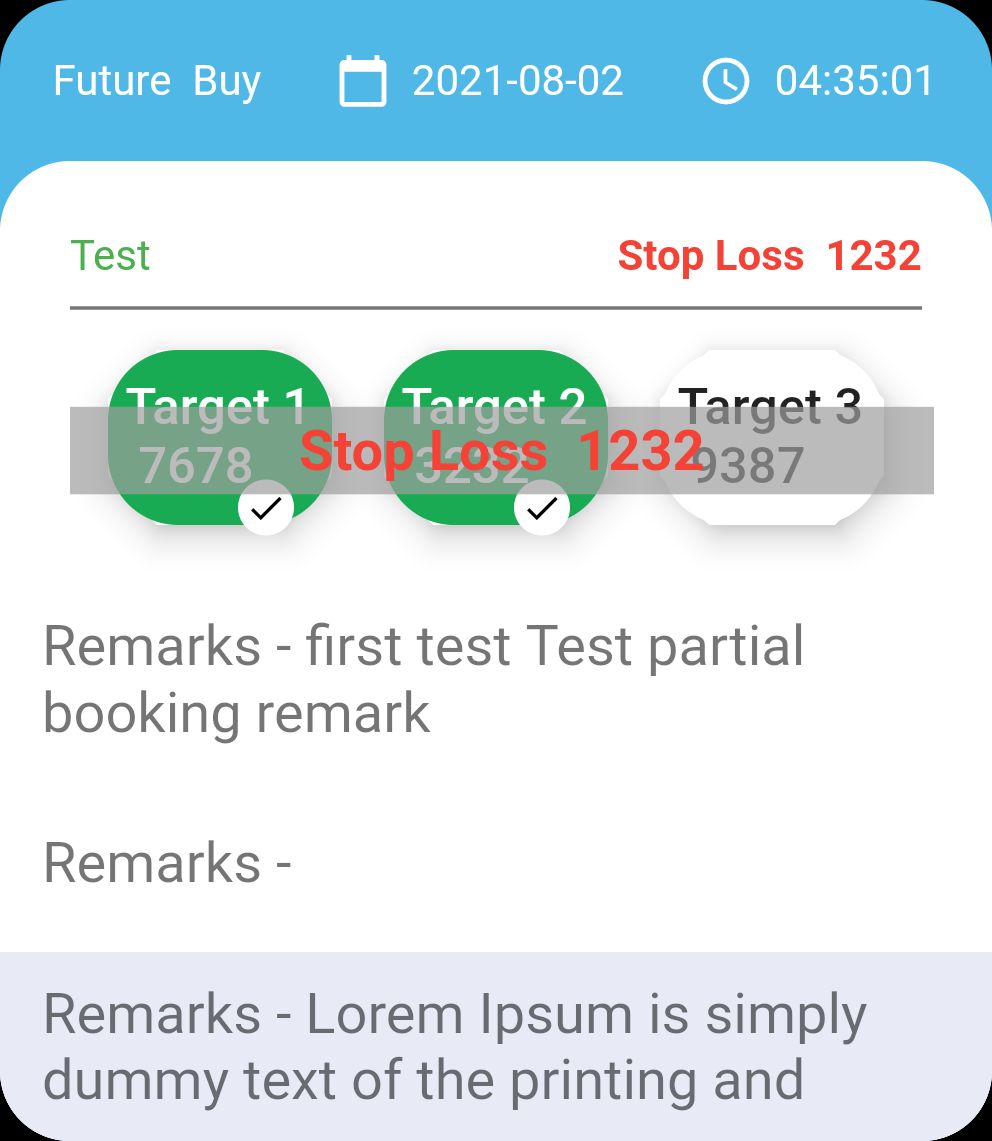 Future Buy 2021-08-02 04:35:01
Test Stop Loss 1232
Target 1 Target 2 Target 3
7678 3232 9387
Stop Loss 1232
Remarks - first test Test partial
booking remark
Remarks -
Remarks - Lorem Ipsum is simply
dummy text of the printing and